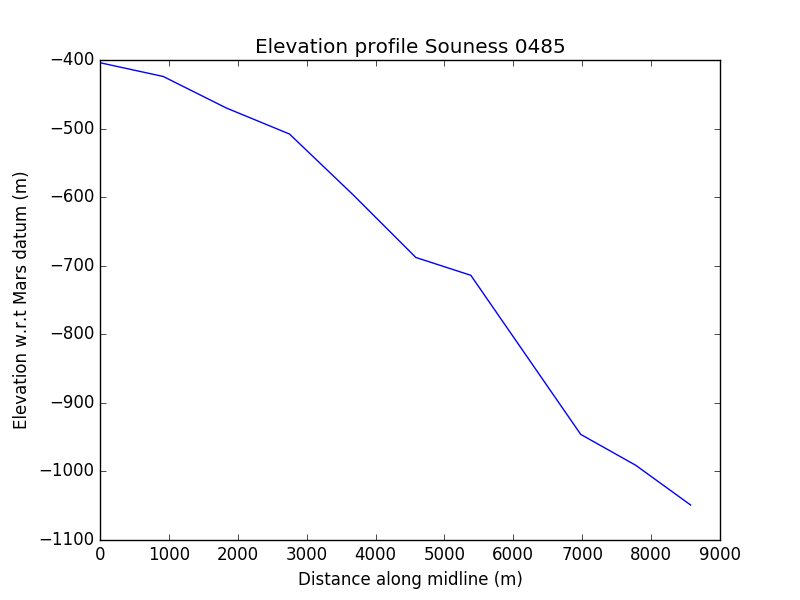 Elevation profile Souness 0485
−400
−500
−600
−700
−800
−900
−1000
−1100
0 1000 2000 3000 4000 5000 6000 7000 8000 9000
Distance along midline (m)
Elevation w.r.t Mars datum (m)